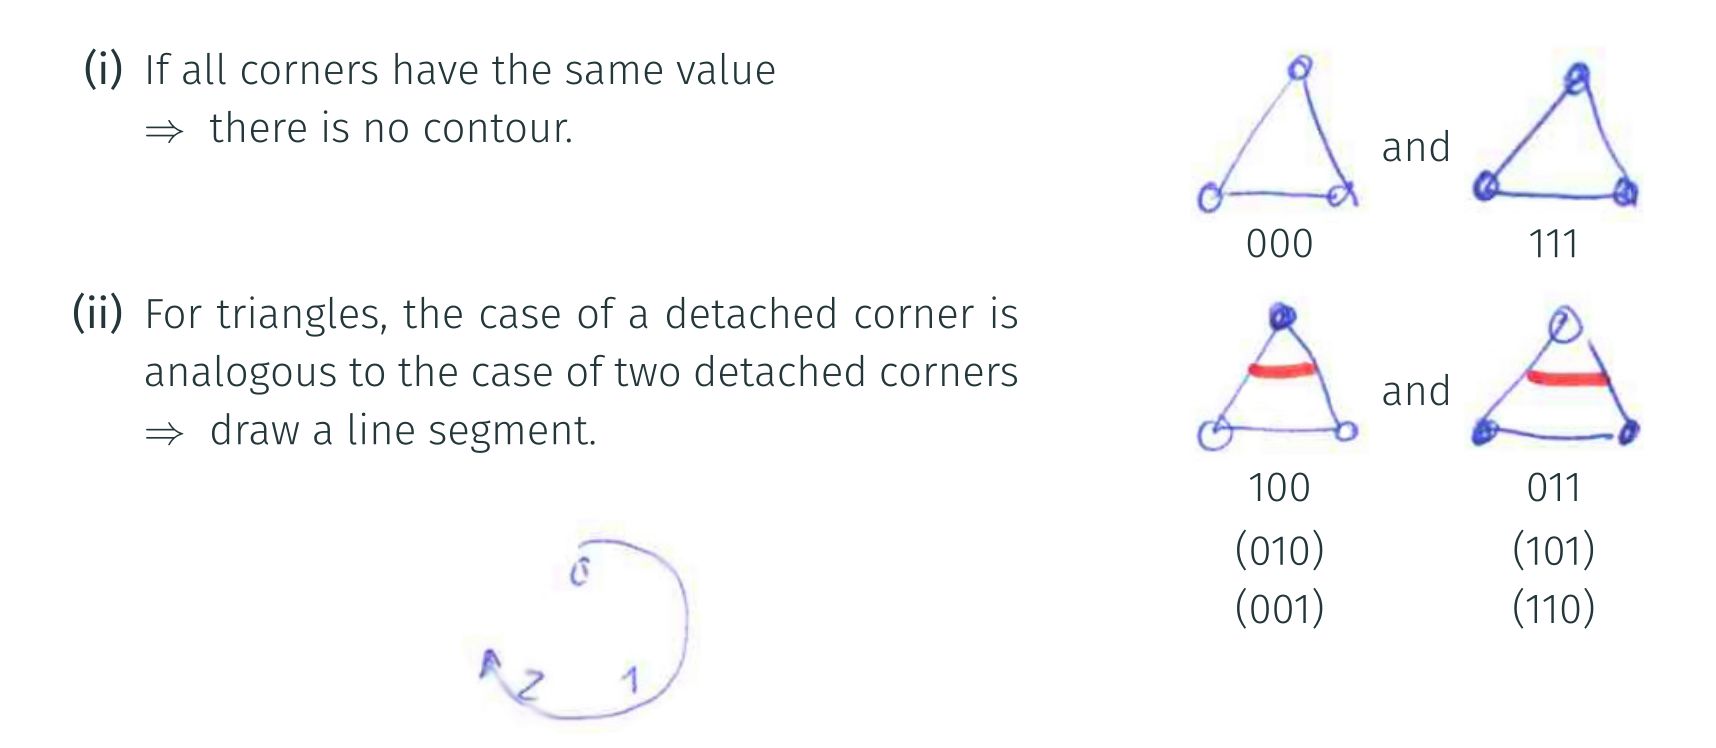 (i) If all corners have the same value
⇒ there is no contour.
and
000 111
(ii) For triangles, the case of a detached corner is
analogous to the case of two detached corners
⇒ draw a line segment.
and
100 011
(010) (101)
(001) (110)
0
2 1